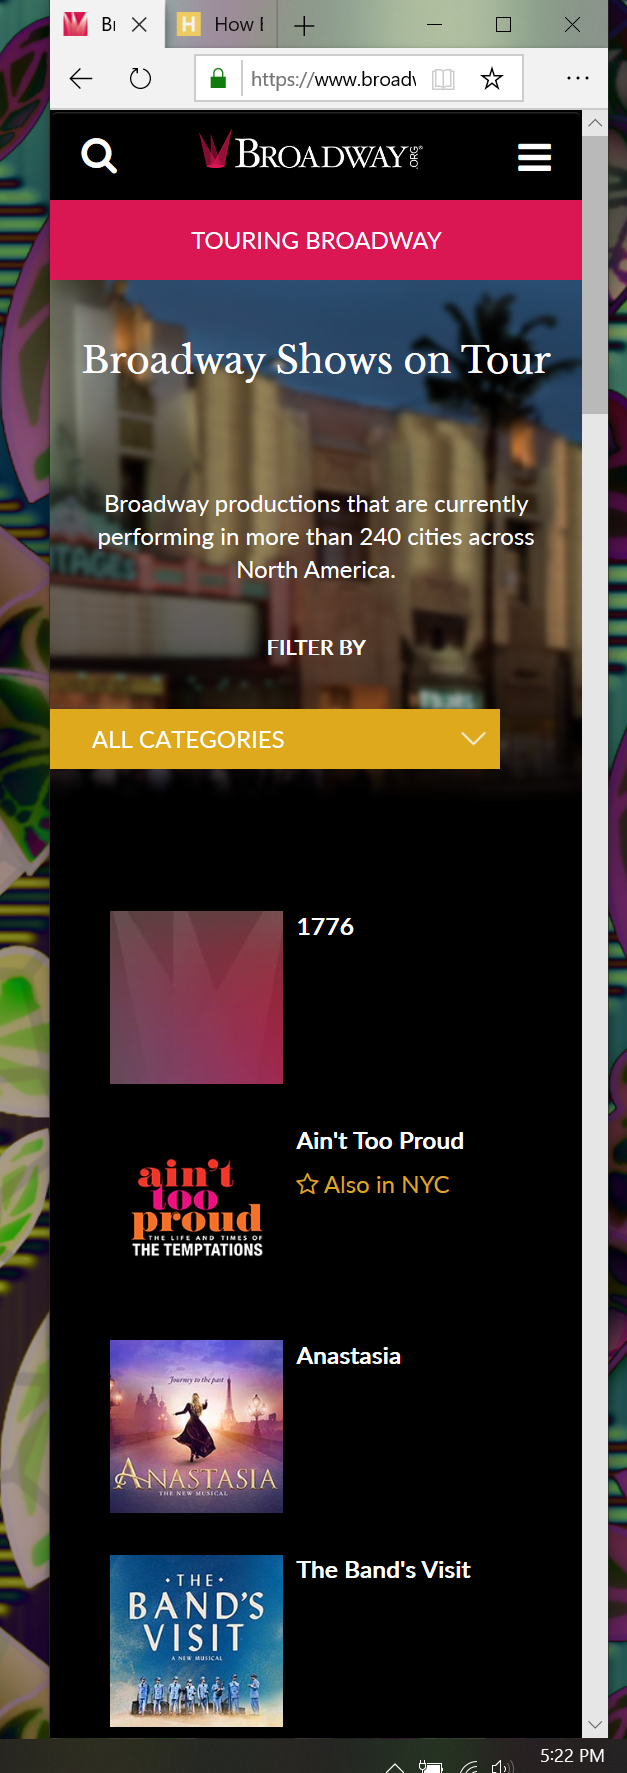 Br
H How E
https://www.broadw
BROADWAY.ORG®
TOURING BROADWAY
Broadway Shows on Tour
Broadway productions that are currently
performing in more than 240 cities across
North America.
FILTER BY
ALL CATEGORIES
1776
Ain't Too Proud
Also in NYC
ain't
too
proud
THE LIFE AND TIMES OF
THE TEMPTATIONS
Anastasia
Journey to the past
ANASTASIA
THE NEW MUSICAL
The Band's Visit
• THE •
BAND'S
VISIT
A NEW MUSICAL
5:22 PM